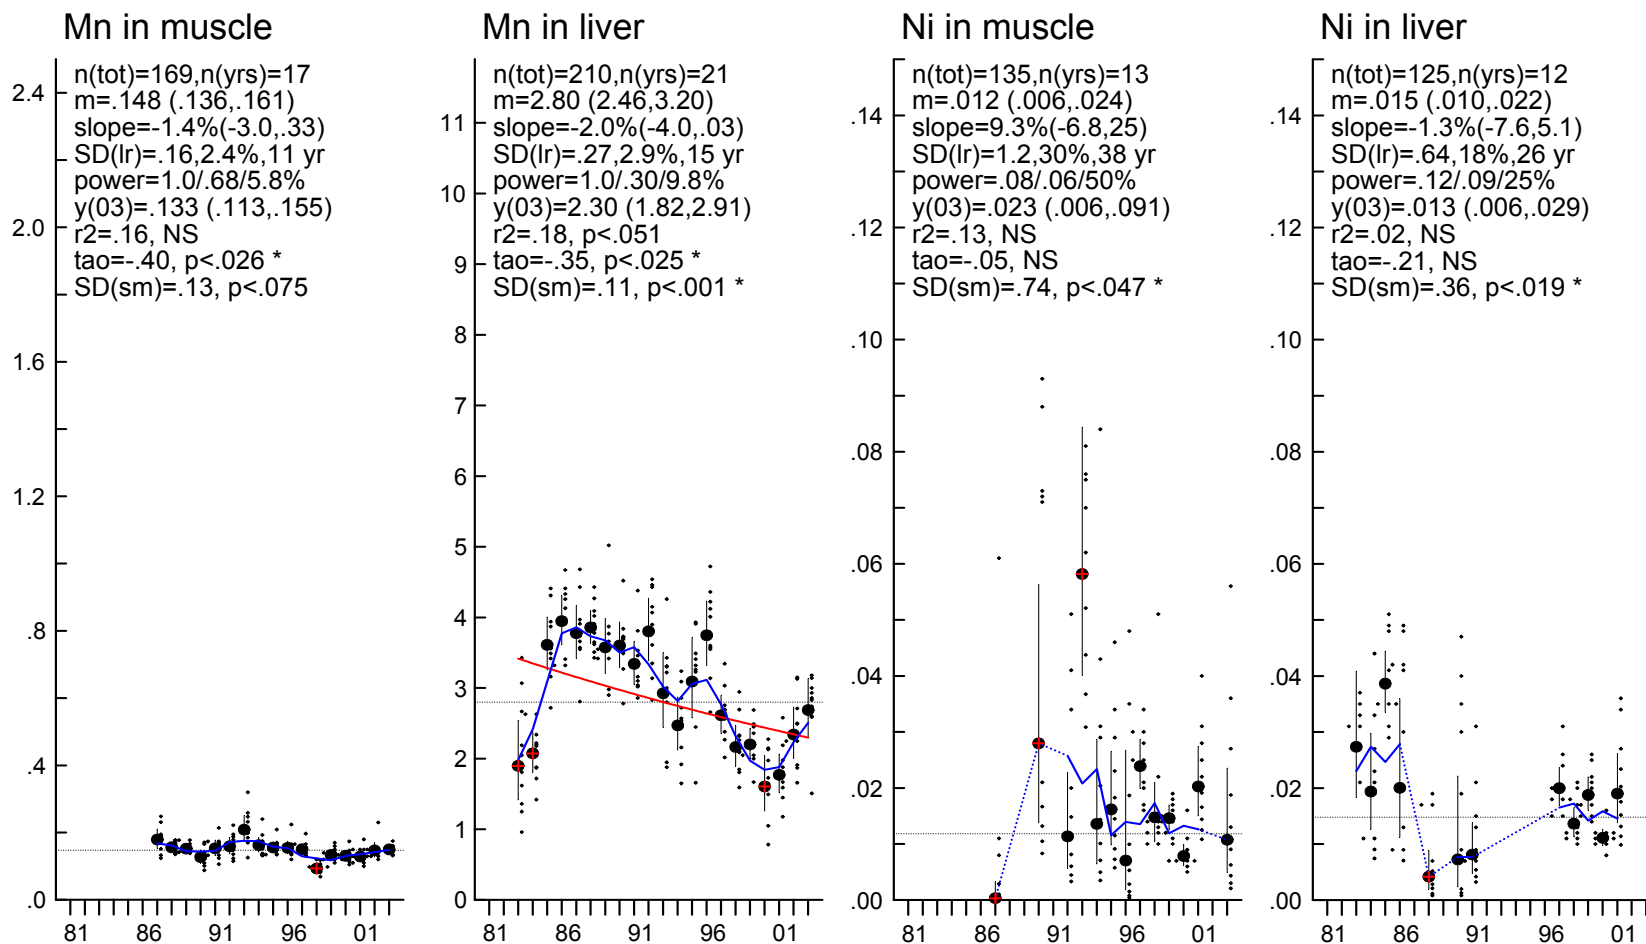 Mn in muscle
n(tot)=169,n(yrs)=17
m=.148 (.136,.161)
slope=-1.4%(-3.0,.33)
SD(lr)=.16,2.4%,11 yr
power=1.0/.68/5.8%
y(03)=.133 (.113,.155)
r2=.16, NS
tao=-.40, p<.026 *
SD(sm)=.13, p<.075
2.4
2.0
1.6
1.2
.8
.4
.0
81 86 91 96 01
Mn in liver
n(tot)=210,n(yrs)=21
m=2.80 (2.46,3.20)
slope=-2.0%(-4.0,.03)
SD(lr)=.27,2.9%,15 yr
power=1.0/.30/9.8%
y(03)=2.30 (1.82,2.91)
r2=.18, p<.051
tao=-.35, p<.025 *
SD(sm)=.11, p<.001 *
11
10
9
8
7
6
5
4
3
2
1
0
81 86 91 96 01
Ni in muscle
n(tot)=135,n(yrs)=13
m=.012 (.006,.024)
slope=9.3%(-6.8,25)
SD(lr)=1.2,30%,38 yr
power=.08/.06/50%
y(03)=.023 (.006,.091)
r2=.13, NS
tao=-.05, NS
SD(sm)=.74, p<.047 *
.14
.12
.10
.08
.06
.04
.02
.00
81 86 91 96 01
Ni in liver
n(tot)=125,n(yrs)=12
m=.015 (.010,.022)
slope=-1.3%(-7.6,5.1)
SD(lr)=.64,18%,26 yr
power=.12/.09/25%
y(03)=.013 (.006,.029)
r2=.02, NS
tao=-.21, NS
SD(sm)=.36, p<.019 *
.14
.12
.10
.08
.06
.04
.02
.00
81 86 91 96 01